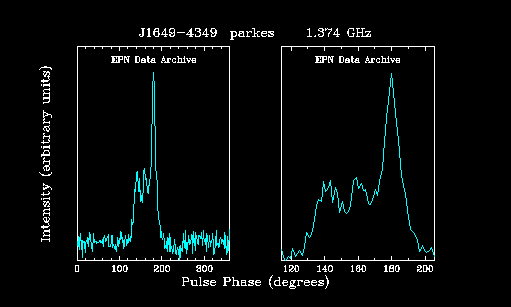 J1649-4349 parkes 1.374 GHz
EPN Data Archive EPN Data Archive
Intensity (arbitrary units)
0 100 200 300 120 140 160 180 200
Pulse Phase (degrees)